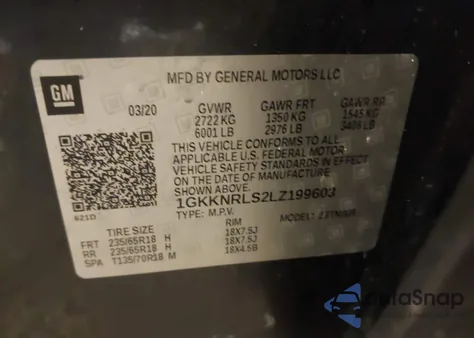 GM
MFD BY GENERAL MOTORS LLC
03/20 GVWR GAWR FRT GAWR RR
2722 KG 1350 KG 1545 KG
6001 LB 2976 LB 3406 LB
THIS VEHICLE CONFORMS TO ALL
APPLICABLE U.S. FEDERAL MOTOR
VEHICLE SAFETY STANDARDS IN EFFECT
ON THE DATE OF MANUFACTURE
SHOWN ABOVE.
1GKKNRLS2LZ199603
621D TYPE: M.P.V. MODEL:
TIRE SIZE RIM
FRT 235/65R18 H 18X7.5J
RR 235/65R18 H 18X7.5J
SPA T135/70R18 M 18X4.5B
AutaSnap